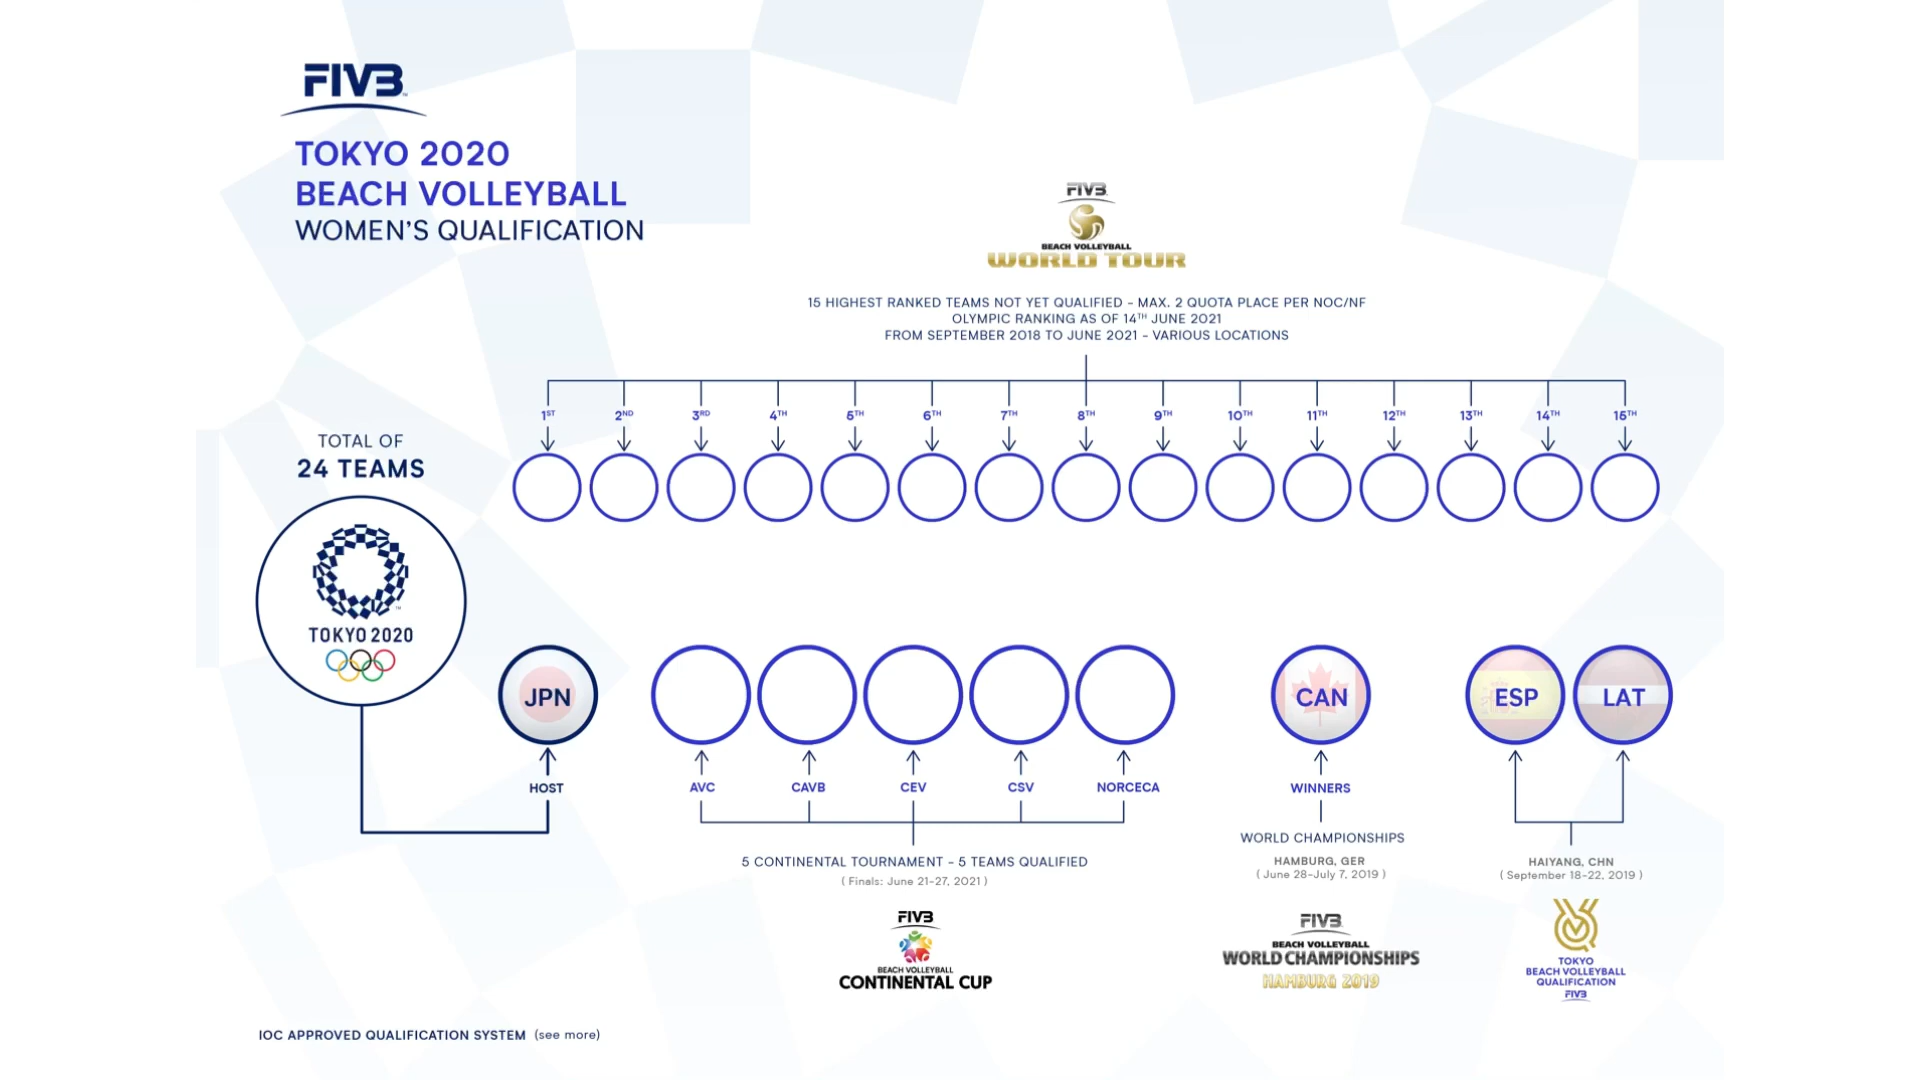 FIVB
TOKYO 2020
BEACH VOLLEYBALL
WOMEN'S QUALIFICATION
FIVB
BEACH VOLLEYBALL
WORLD TOUR
15 HIGHEST RANKED TEAMS NOT YET QUALIFIED - MAX. 2 QUOTA PLACE PER NOC/NF
OLYMPIC RANKING AS OF 14TH JUNE 2021
FROM SEPTEMBER 2018 TO JUNE 2021 - VARIOUS LOCATIONS
1ST 2ND 3RD 4TH 5TH 6TH 7TH 8TH 9TH 10TH 11TH 12TH 13TH 14TH 15TH
TOTAL OF
24 TEAMS
TOKYO 2020
JPN CAN ESP LAT
HOST AVC CAVB CEV CSV NORCECA WINNERS
WORLD CHAMPIONSHIPS
5 CONTINENTAL TOURNAMENT - 5 TEAMS QUALIFIED
( Finals: June 21-27, 2021 )
HAMBURG, GER
( June 28-July 7, 2019 )
HAIYANG, CHN
( September 18-22, 2019 )
FIVB
BEACH VOLLEYBALL
CONTINENTAL CUP
FIVB
BEACH VOLLEYBALL
WORLD CHAMPIONSHIPS
HAMBURG 2019
TOKYO
BEACH VOLLEYBALL
QUALIFICATION
FIVB
IOC APPROVED QUALIFICATION SYSTEM (see more)